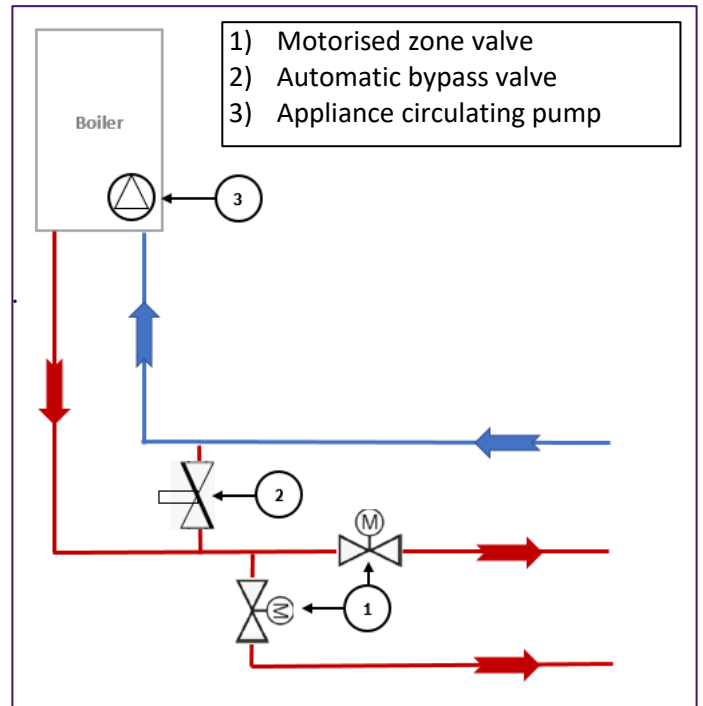 1) Motorised zone valve
2) Automatic bypass valve
3) Appliance circulating pump
Boiler
3
2
M
M
1